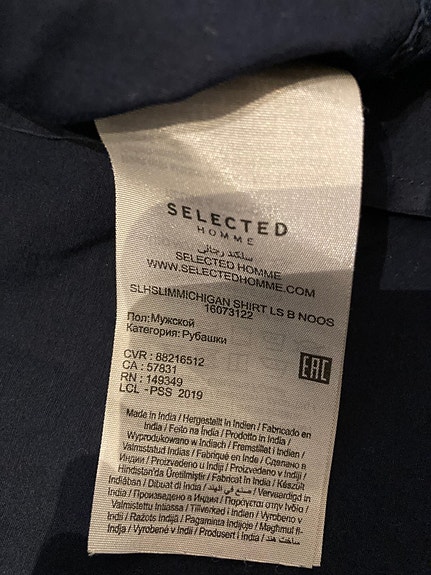 SELECTED
HOMME
سلكتد رجالي
SELECTED HOMME
WWW.SELECTEDHOMME.COM
SLHSLIMMICHIGAN SHIRT LS B NOOS
16073122
Пол:Мужской
Категория: Рубашки
CVR : 88216512
CA : 57831
RN : 149349
LCL -PSS 2019
EAC
Made in India / Hergestellt in Indien / Fabricado en
India / Feito na Índia / Prodotto in India /
Wyprodukowano w Indiach / Fremstillet i Indien /
Valmistatud Indias / Fabriqué en Inde / Сделано в
Индии / Proizvedeno u Indiji / Proizvedeno v Indiji /
Hindistan'da Üretilmiştir / Fabricat în India / Készült
Indiában / Dibuat di India / صنع في الهند / Vervaardigd in
India / Произведено в Индия / Παράγεται στην Ινδία /
Valmistettu Intiassa / Tillverkad i Indien / Vyrobeno v
Indii / Ražots Indijā / Pagaminta Indijoje / Magħmul fl-
Indja / Vyrobené v Indii / Produsert i India / ساخت هند